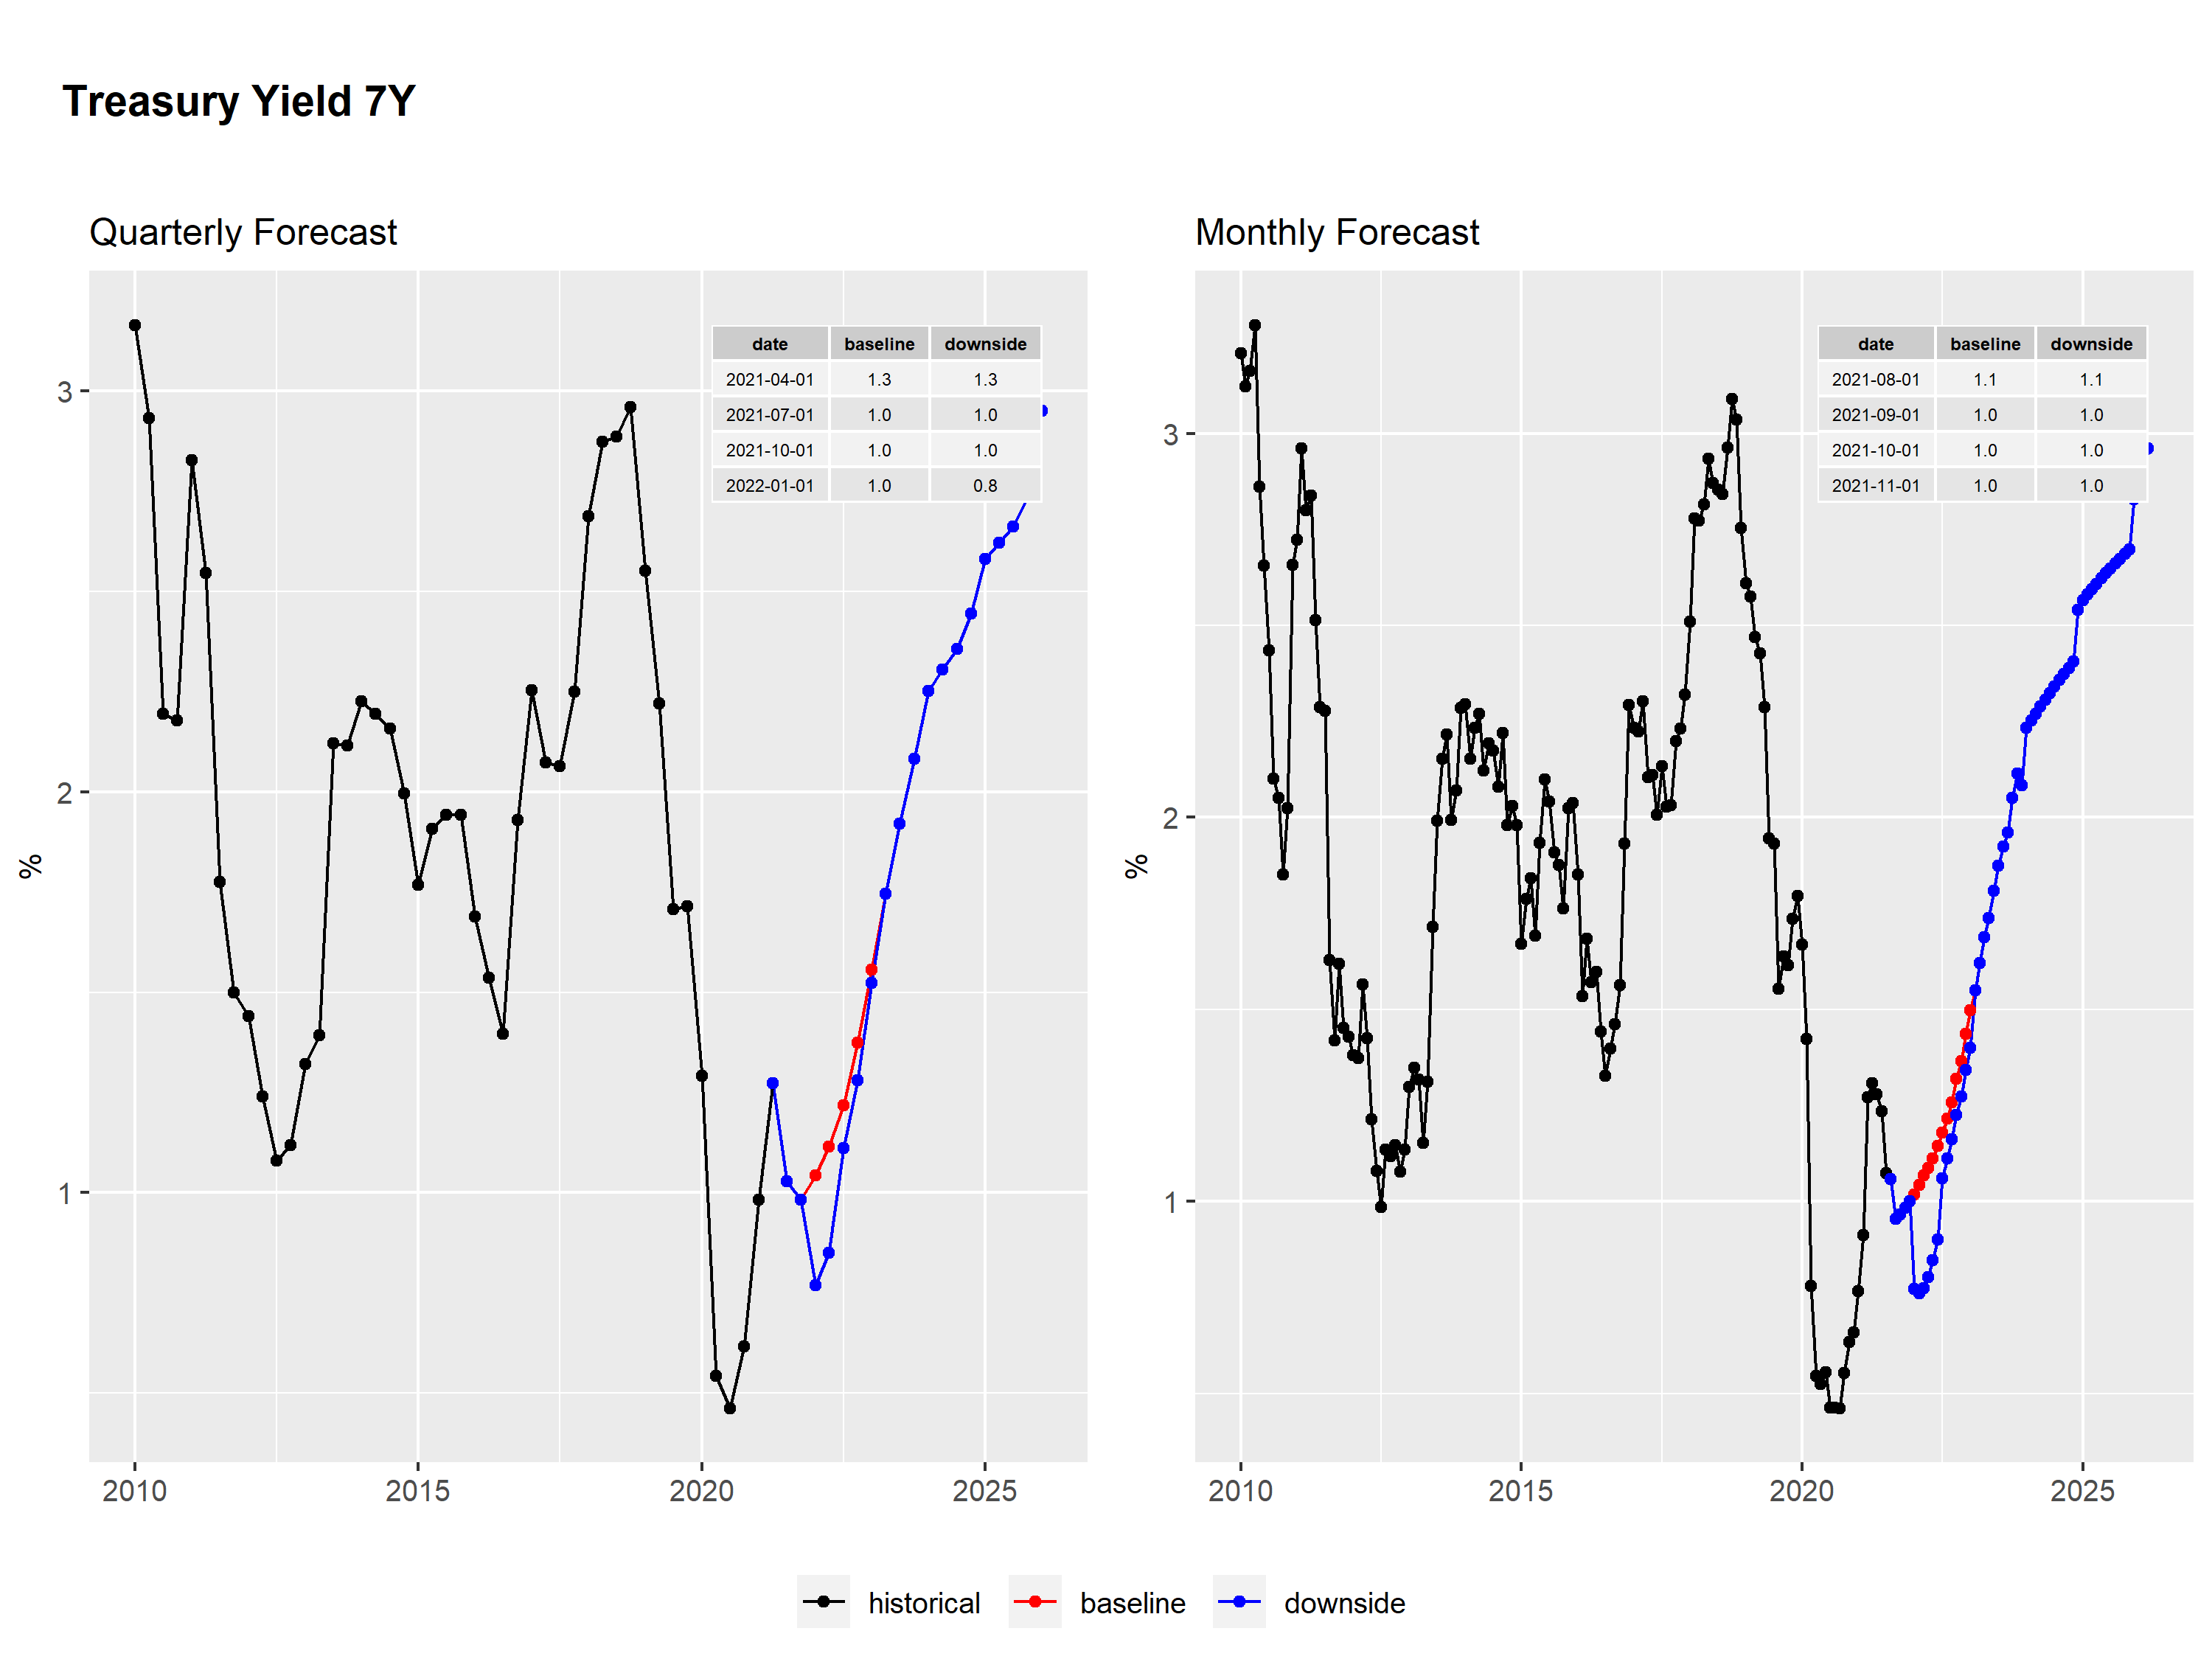 Treasury Yield 7Y
Quarterly Forecast
date baseline downside
2021-04-01 1.3 1.3
2021-07-01 1.0 1.0
2021-10-01 1.0 1.0
2022-01-01 1.0 0.8
3
2
1
%
2010 2015 2020 2025
Monthly Forecast
date baseline downside
2021-08-01 1.1 1.1
2021-09-01 1.0 1.0
2021-10-01 1.0 1.0
2021-11-01 1.0 1.0
3
2
1
%
2010 2015 2020 2025
historical baseline downside